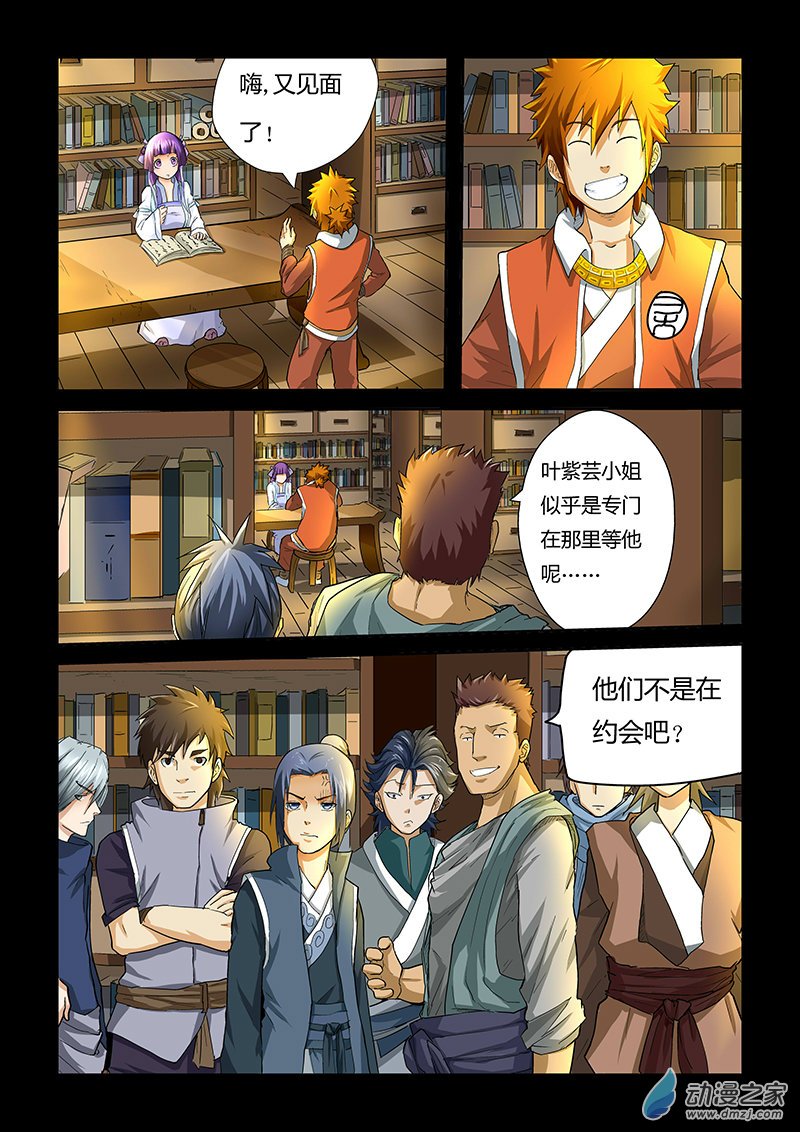 嗨,又见面
了!
叶紫芸小姐
似乎是专门
在那里等他
呢……
他们不是在
约会吧?
动漫之家
www.dmzj.com